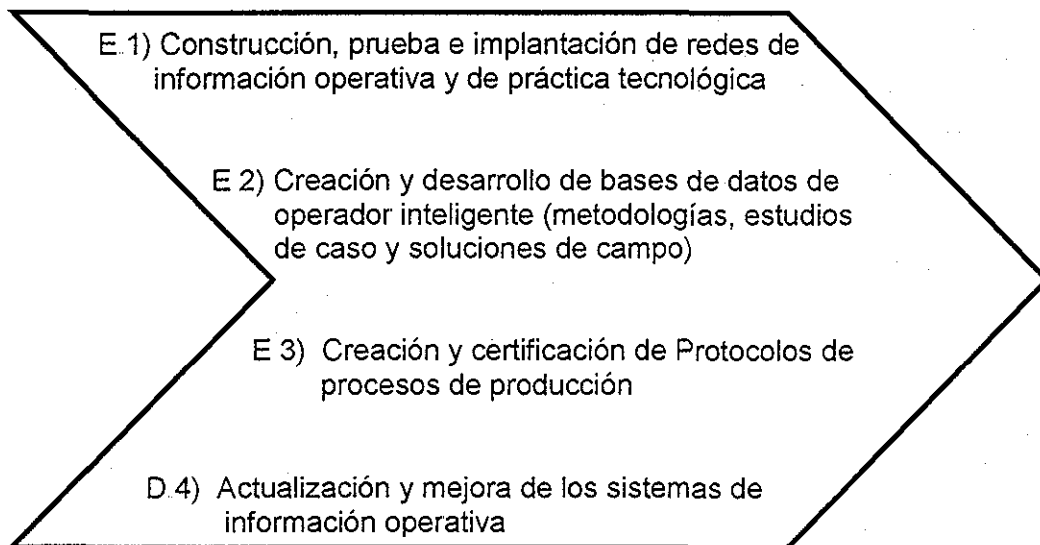 E.1) Construcción, prueba e implantación de redes de
información operativa y de práctica tecnológica
E 2) Creación y desarrollo de bases de datos de
operador inteligente (metodologías, estudios
de caso y soluciones de campo)
E 3) Creación y certificación de Protocolos de
procesos de producción
D.4) Actualización y mejora de los sistemas de
información operativa